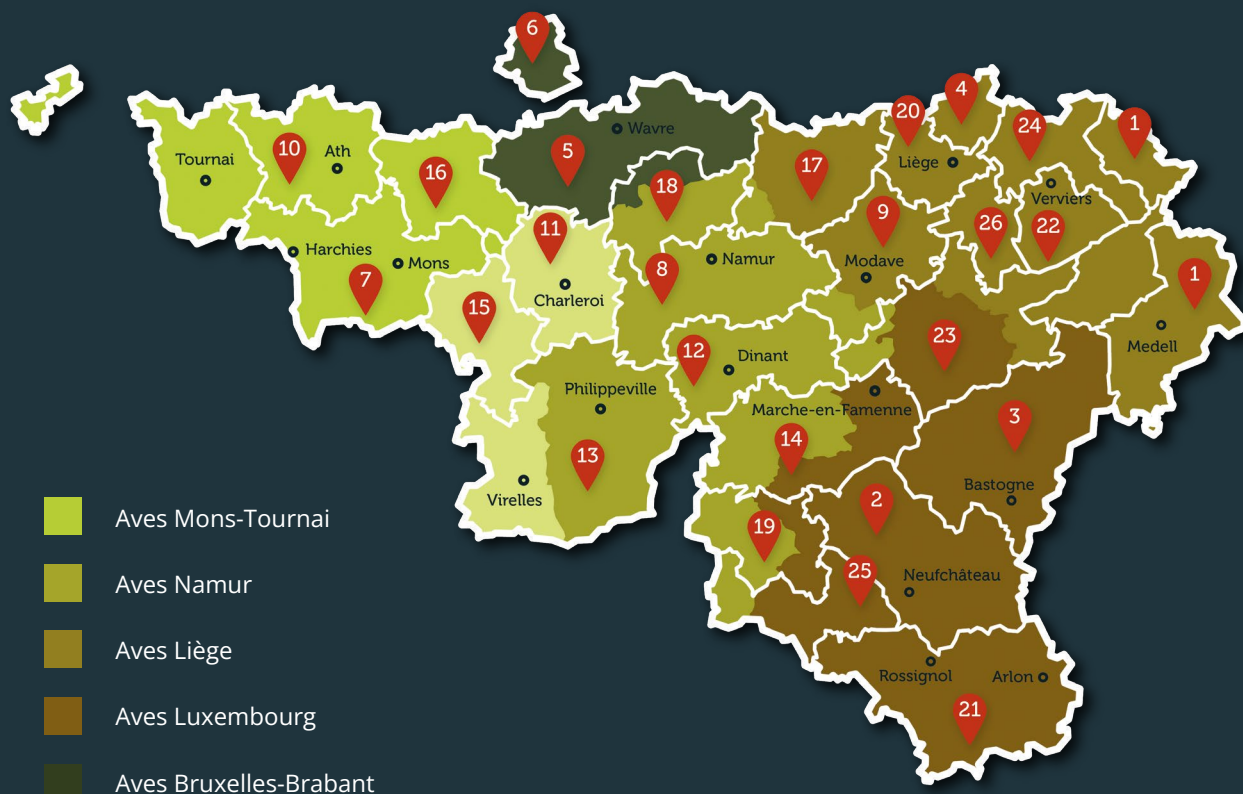 6
4
20
24
1
Wavre
10
Ath
5
17
Tournai
16
Liège
18
Verviers
9
26
22
11
Harchies
Mons
8
Namur
Modave
1
7
Charleroi
15
23
Medell
12
Dinant
Philippeville
Marche-en-Famenne
3
14
13
Virelles
Bastogne
2
Aves Mons-Tournai
19
25
Neufchâteau
Aves Namur
Aves Liège
Rossignol
Arlon
21
Aves Luxembourg
Aves Bruxelles-Brabant